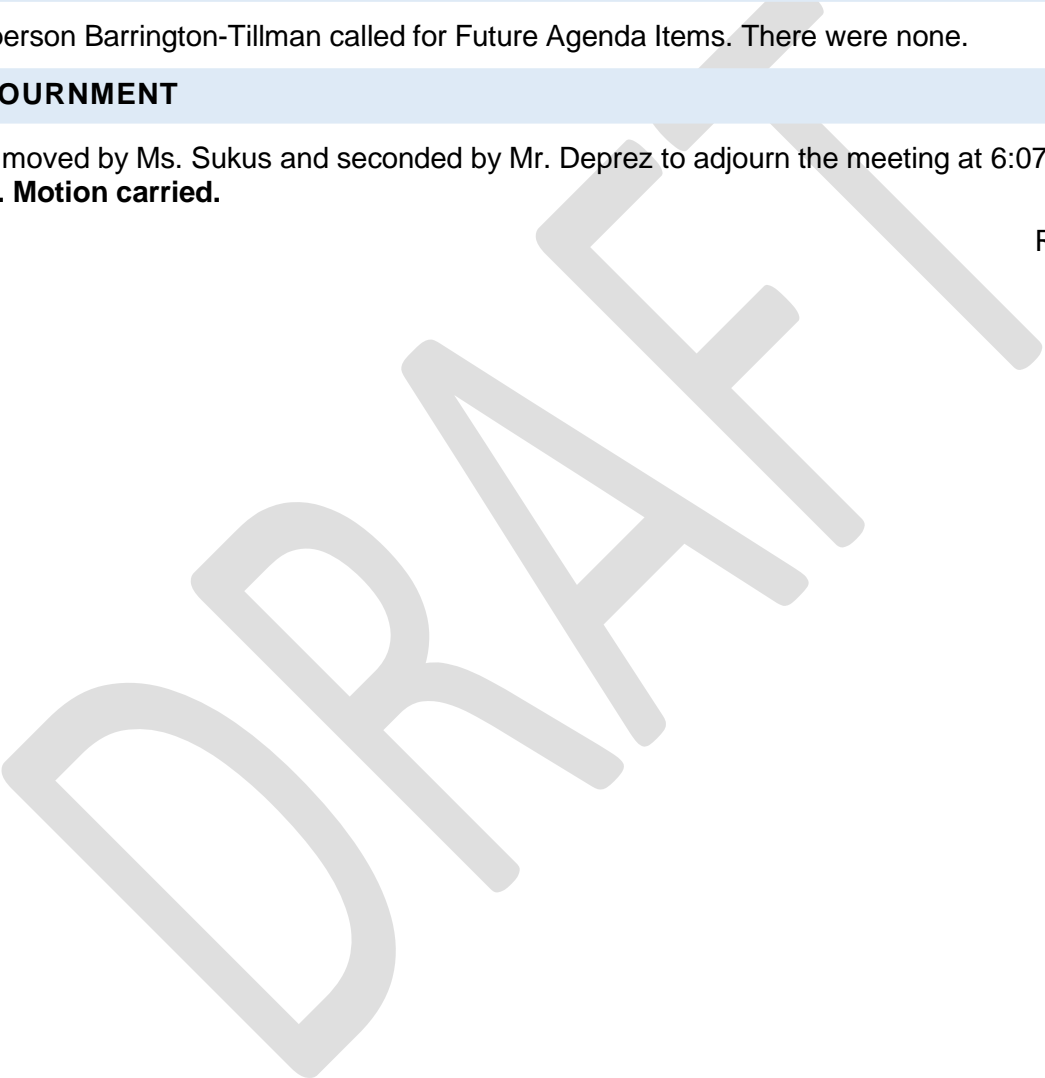 person Barrington-Tillman called for Future Agenda Items. There were none.
OURNMENT
moved by Ms. Sukus and seconded by Mr. Deprez to adjourn the meeting at 6:07
. Motion carried.
R
DRAFT